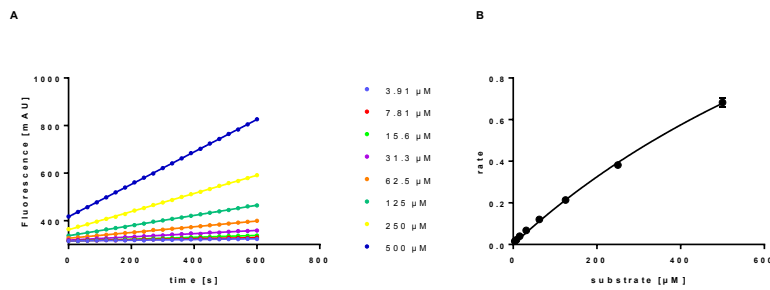 A
Fluorescence [mAU]
1000
800
600
400
0
200
400
600
800
time [s]
3.91 µM
7.81 µM
15.6 µM
31.3 µM
62.5 µM
125 µM
250 µM
500 µM
B
rate
0.8
0.6
0.4
0.2
0.0
0
200
400
600
substrate [µM]